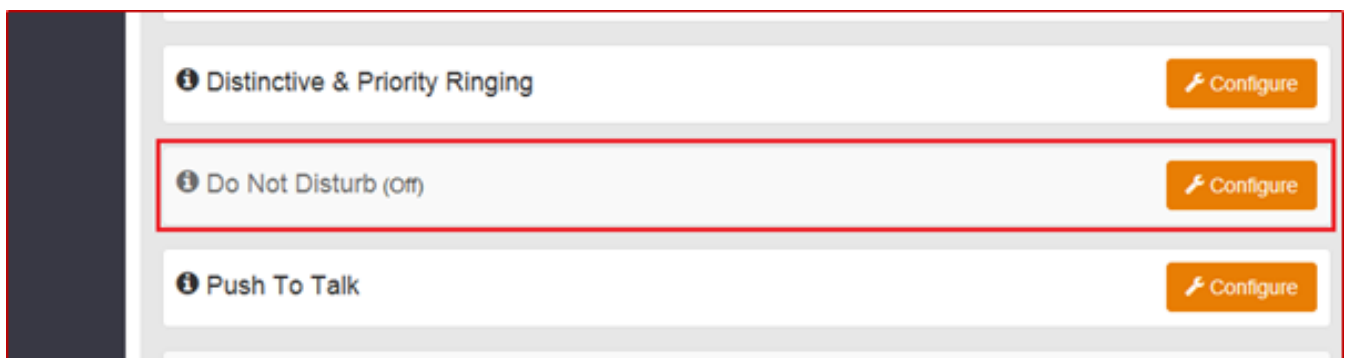 Distinctive & Priority Ringing
Configure
Do Not Disturb (Off)
Configure
Push To Talk
Configure